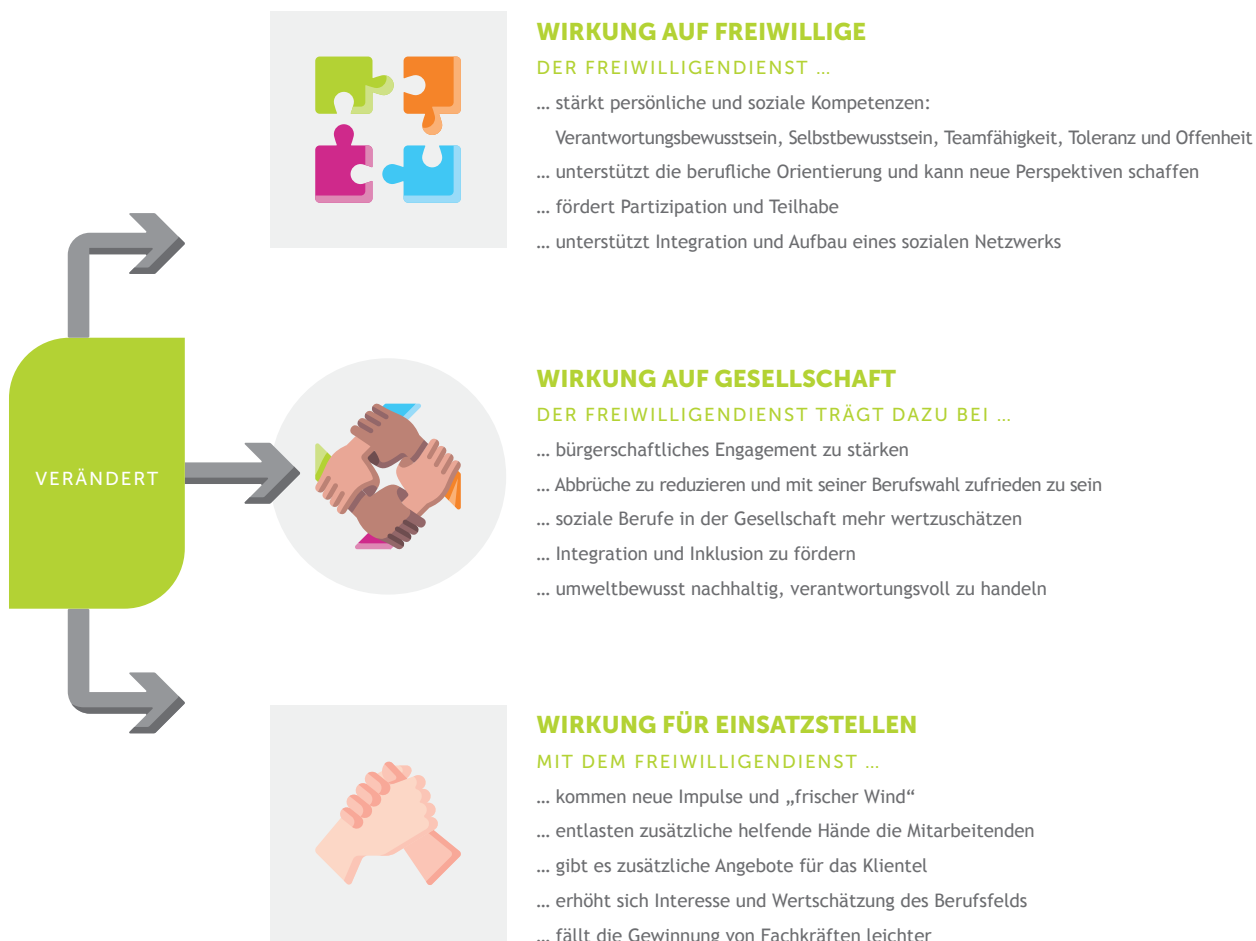 WIRKUNG AUF FREIWILLIGE
DER FREIWILLIGENDIENST …
… stärkt persönliche und soziale Kompetenzen:
Verantwortungsbewusstsein, Selbstbewusstsein, Teamfähigkeit, Toleranz und Offenheit
… unterstützt die berufliche Orientierung und kann neue Perspektiven schaffen
… fördert Partizipation und Teilhabe
… unterstützt Integration und Aufbau eines sozialen Netzwerks
VERÄNDERT
WIRKUNG AUF GESELLSCHAFT
DER FREIWILLIGENDIENST TRÄGT DAZU BEI …
… bürgerschaftliches Engagement zu stärken
… Abbrüche zu reduzieren und mit seiner Berufswahl zufrieden zu sein
… soziale Berufe in der Gesellschaft mehr wertzuschätzen
… Integration und Inklusion zu fördern
… umweltbewusst nachhaltig, verantwortungsvoll zu handeln
WIRKUNG FÜR EINSATZSTELLEN
MIT DEM FREIWILLIGENDIENST …
… kommen neue Impulse und „frischer Wind“
… entlasten zusätzliche helfende Hände die Mitarbeitenden
… gibt es zusätzliche Angebote für das Klientel
… erhöht sich Interesse und Wertschätzung des Berufsfelds
… fällt die Gewinnung von Fachkräften leichter